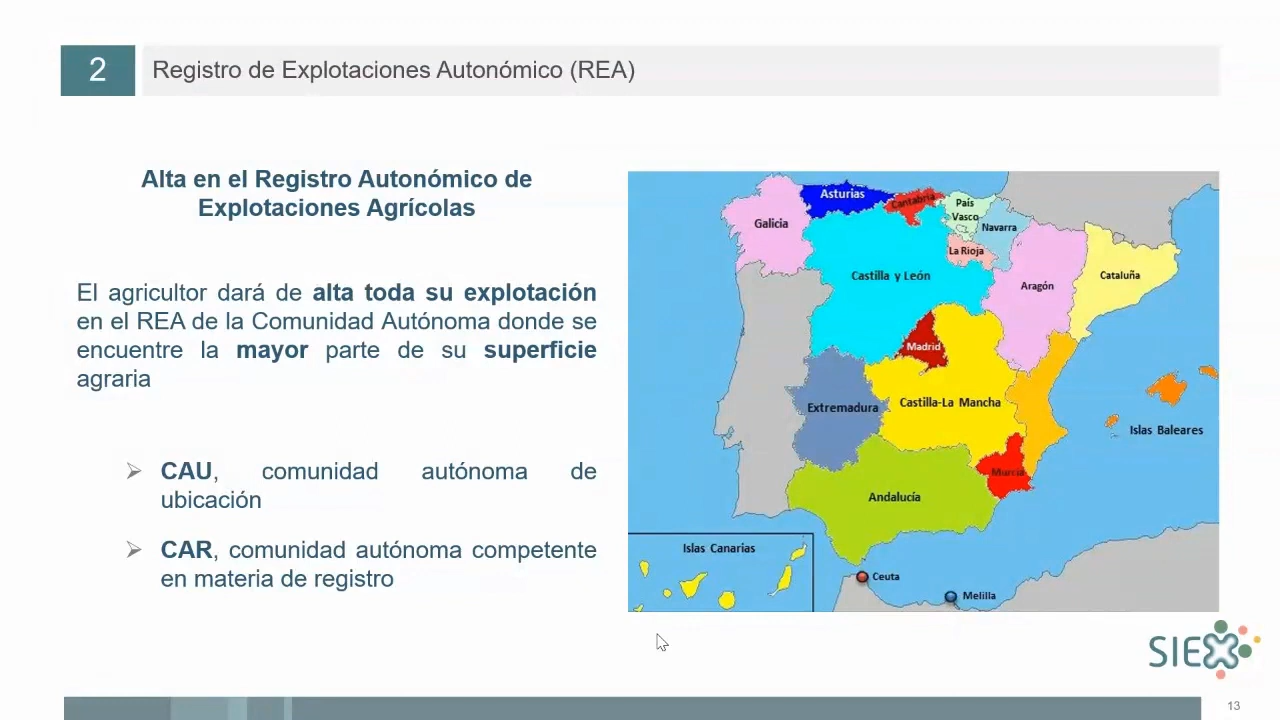 2
Registro de Explotaciones Autonómico (REA)
Alta en el Registro Autonómico de
Explotaciones Agrícolas
El agricultor dará de alta toda su explotación
en el REA de la Comunidad Autónoma donde se
encuentre la mayor parte de su superficie
agraria
CAU, comunidad autónoma de
ubicación
CAR, comunidad autónoma competente
en materia de registro
Asturias
Cantabria
País
Vasco
Galicia
Navarra
La Rioja
Castilla y León
Cataluña
Aragón
Madrid
Castilla-La Mancha
Extremadura
Islas Baleares
Murcia
Andalucía
Islas Canarias
Ceuta
Melilla
SIEX
13